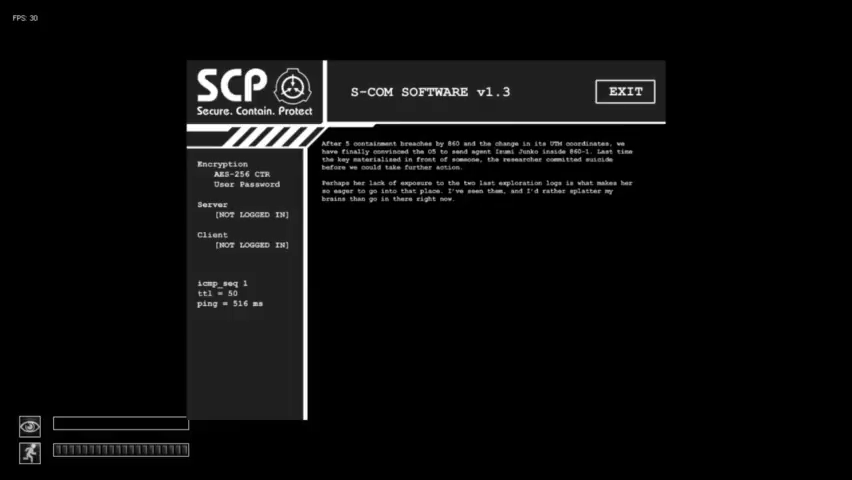 FPS: 30
SCP
Secure. Contain. Protect
S-COM SOFTWARE v1.3
EXIT
Encryption
AES-256 CTR
User Password
Server
[NOT LOGGED IN]
Client
[NOT LOGGED IN]
icmp_seq 1
ttl = 50
ping = 516 ms
After 5 containment breaches by 860 and the change in its UTM coordinates, we
have finally convinced the O5 to send agent Izumi Junko inside 860-1. Last time
the key materialized in front of someone, the researcher committed suicide
before we could take further action.
Perhaps her lack of exposure to the two last exploration logs is what makes her
so eager to go into that place. I've seen them, and I'd rather splatter my
brains than go in there right now.